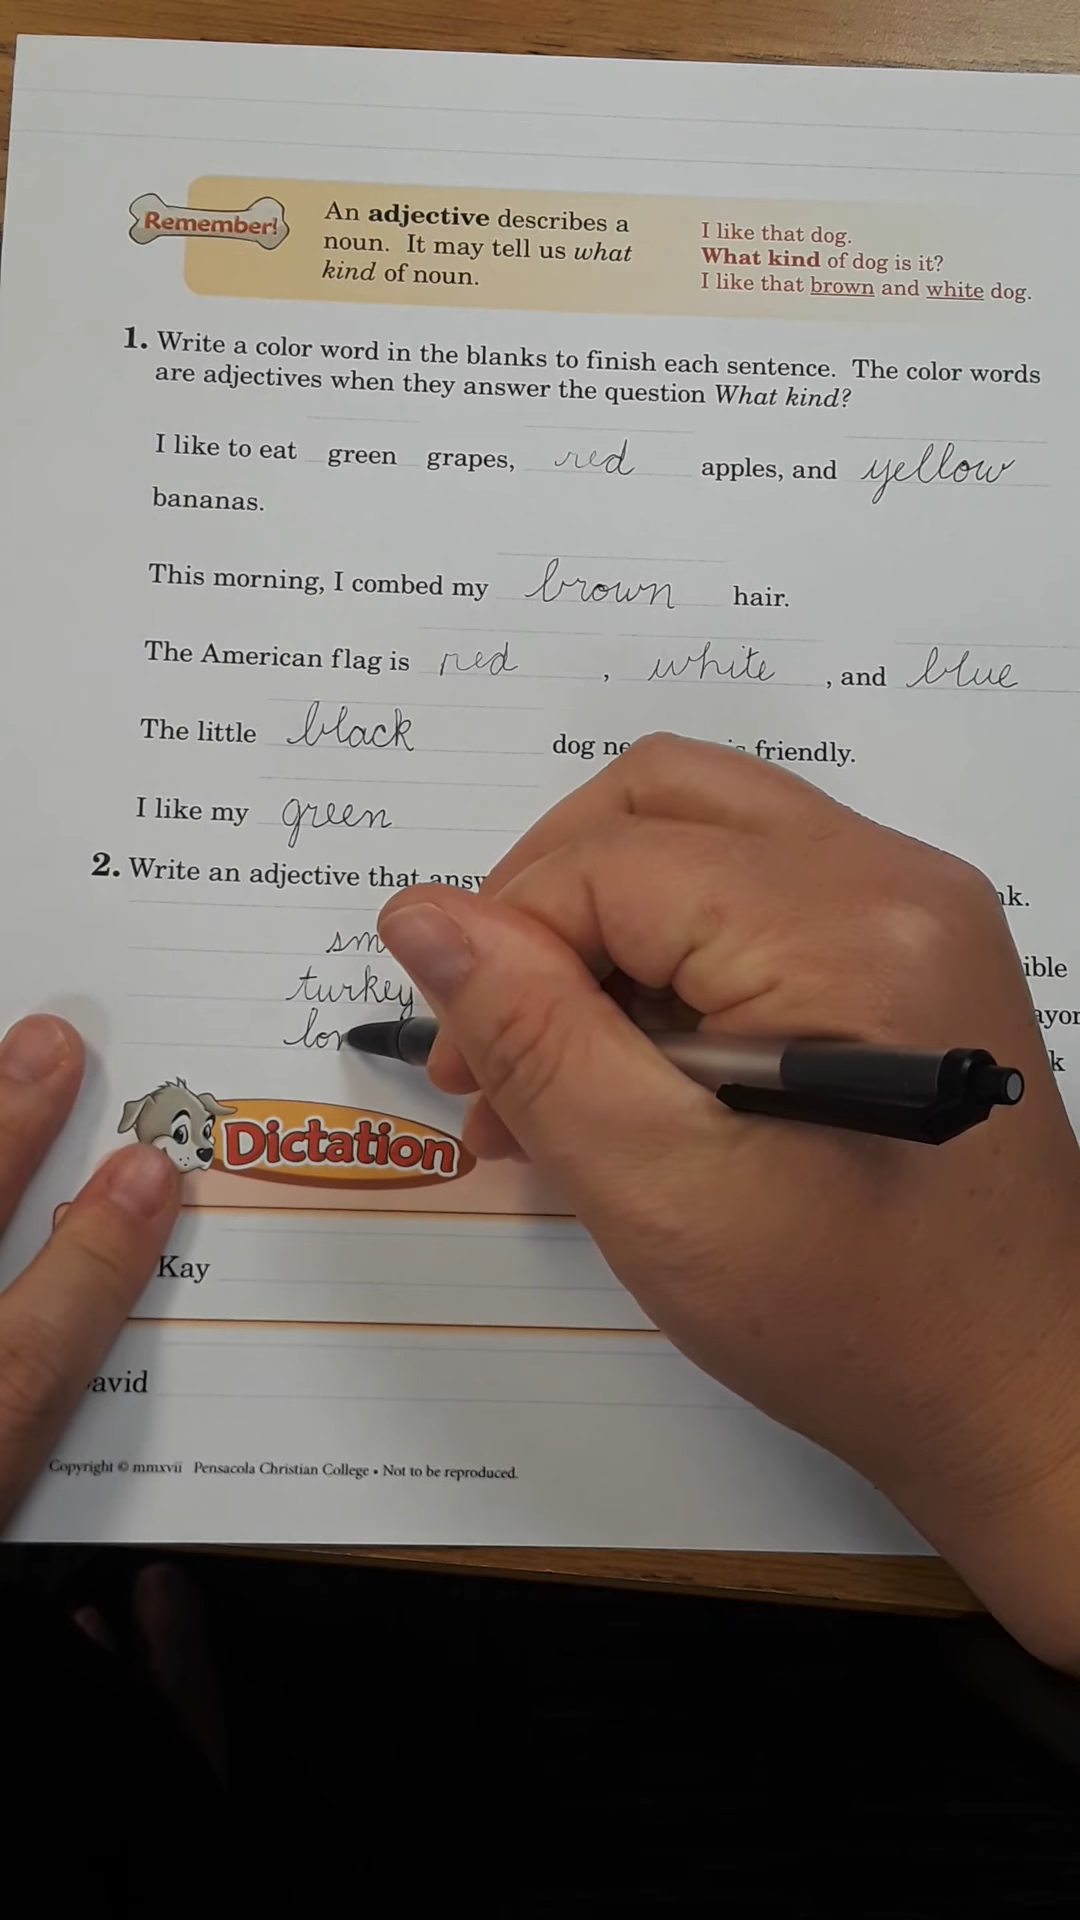 Remember!
An adjective describes a
noun. It may tell us what
kind of noun.
I like that dog.
What kind of dog is it?
I like that brown and white dog.
1. Write a color word in the blanks to finish each sentence. The color words
are adjectives when they answer the question What kind?
I like to eat green grapes, red apples, and yellow
bananas.
This morning, I combed my brown hair.
The American flag is red, white, and blue
The little black dog friendly.
I like my green
2. Write an adjective that
turkey
Dictation
Kay
Copyright © mmxvii Pensacola Christian College • Not to be reproduced.